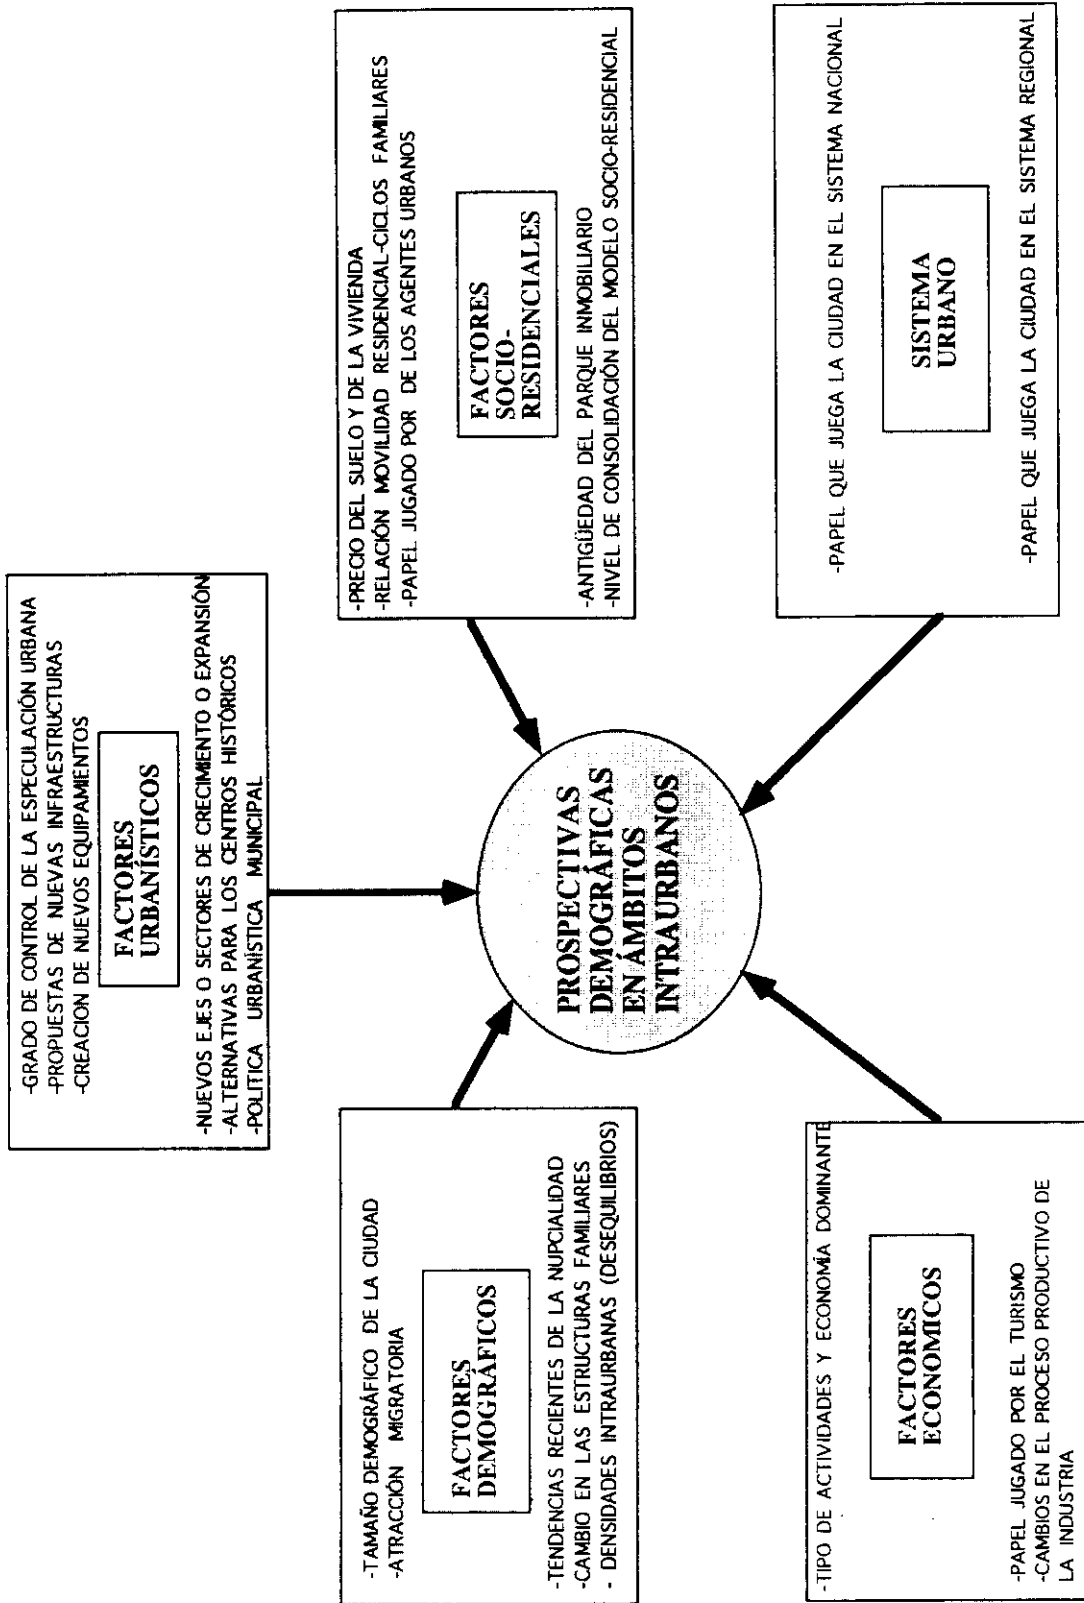 -GRADO DE CONTROL DE LA ESPECULACIÓN URBANA
-PROPUESTAS DE NUEVAS INFRAESTRUCTURAS
-CREACION DE NUEVOS EQUIPAMIENTOS
FACTORES
URBANÍSTICOS
-NUEVOS EJES O SECTORES DE CRECIMIENTO O EXPANSIÓN
-ALTERNATIVAS PARA LOS CENTROS HISTÓRICOS
-POLITICA URBANÍSTICA MUNICIPAL
-TAMAÑO DEMOGRÁFICO DE LA CIUDAD
-ATRACCIÓN MIGRATORIA
FACTORES
DEMOGRÁFICOS
-TENDENCIAS RECIENTES DE LA NUPCIALIDAD
-CAMBIO EN LAS ESTRUCTURAS FAMILIARES
- DENSIDADES INTRAURBANAS (DESEQUILIBRIOS)
-PRECIO DEL SUELO Y DE LA VIVIENDA
-RELACIÓN MOVILIDAD RESIDENCIAL-CICLOS FAMILIARES
-PAPEL JUGADO POR DE LOS AGENTES URBANOS
FACTORES
SOCIO-
RESIDENCIALES
-ANTIGÜEDAD DEL PARQUE INMOBILIARIO
-NIVEL DE CONSOLIDACIÓN DEL MODELO SOCIO-RESIDENCIAL
PROSPECTIVAS
DEMOGRÁFICAS
EN ÁMBITOS
INTRAURBANOS
-TIPO DE ACTIVIDADES Y ECONOMÍA DOMINANTE
FACTORES
ECONOMICOS
-PAPEL JUGADO POR EL TURISMO
-CAMBIOS EN EL PROCESO PRODUCTIVO DE
LA INDUSTRIA
-PAPEL QUE JUEGA LA CIUDAD EN EL SISTEMA NACIONAL
SISTEMA
URBANO
-PAPEL QUE JUEGA LA CIUDAD EN EL SISTEMA REGIONAL